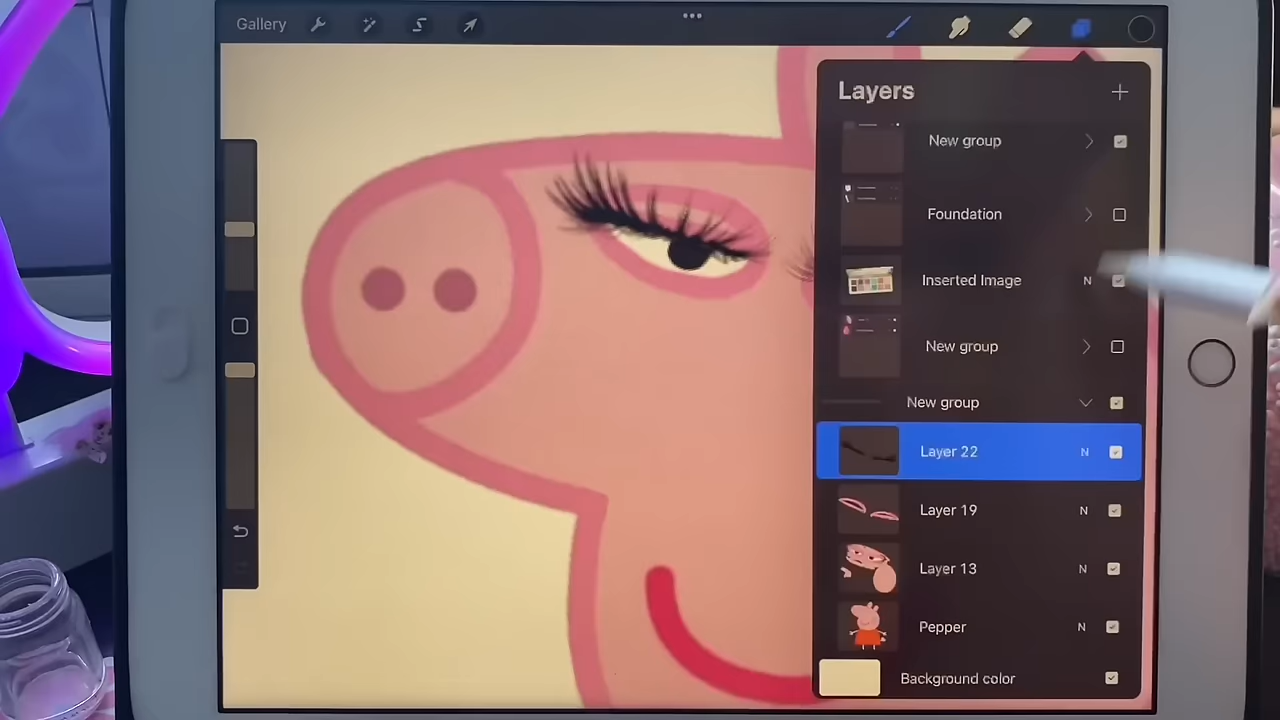 Gallery
Layers
New group
Foundation
Inserted Image N
New group
New group
Layer 22 N
Layer 19 N
Layer 13 N
Pepper N
Background color